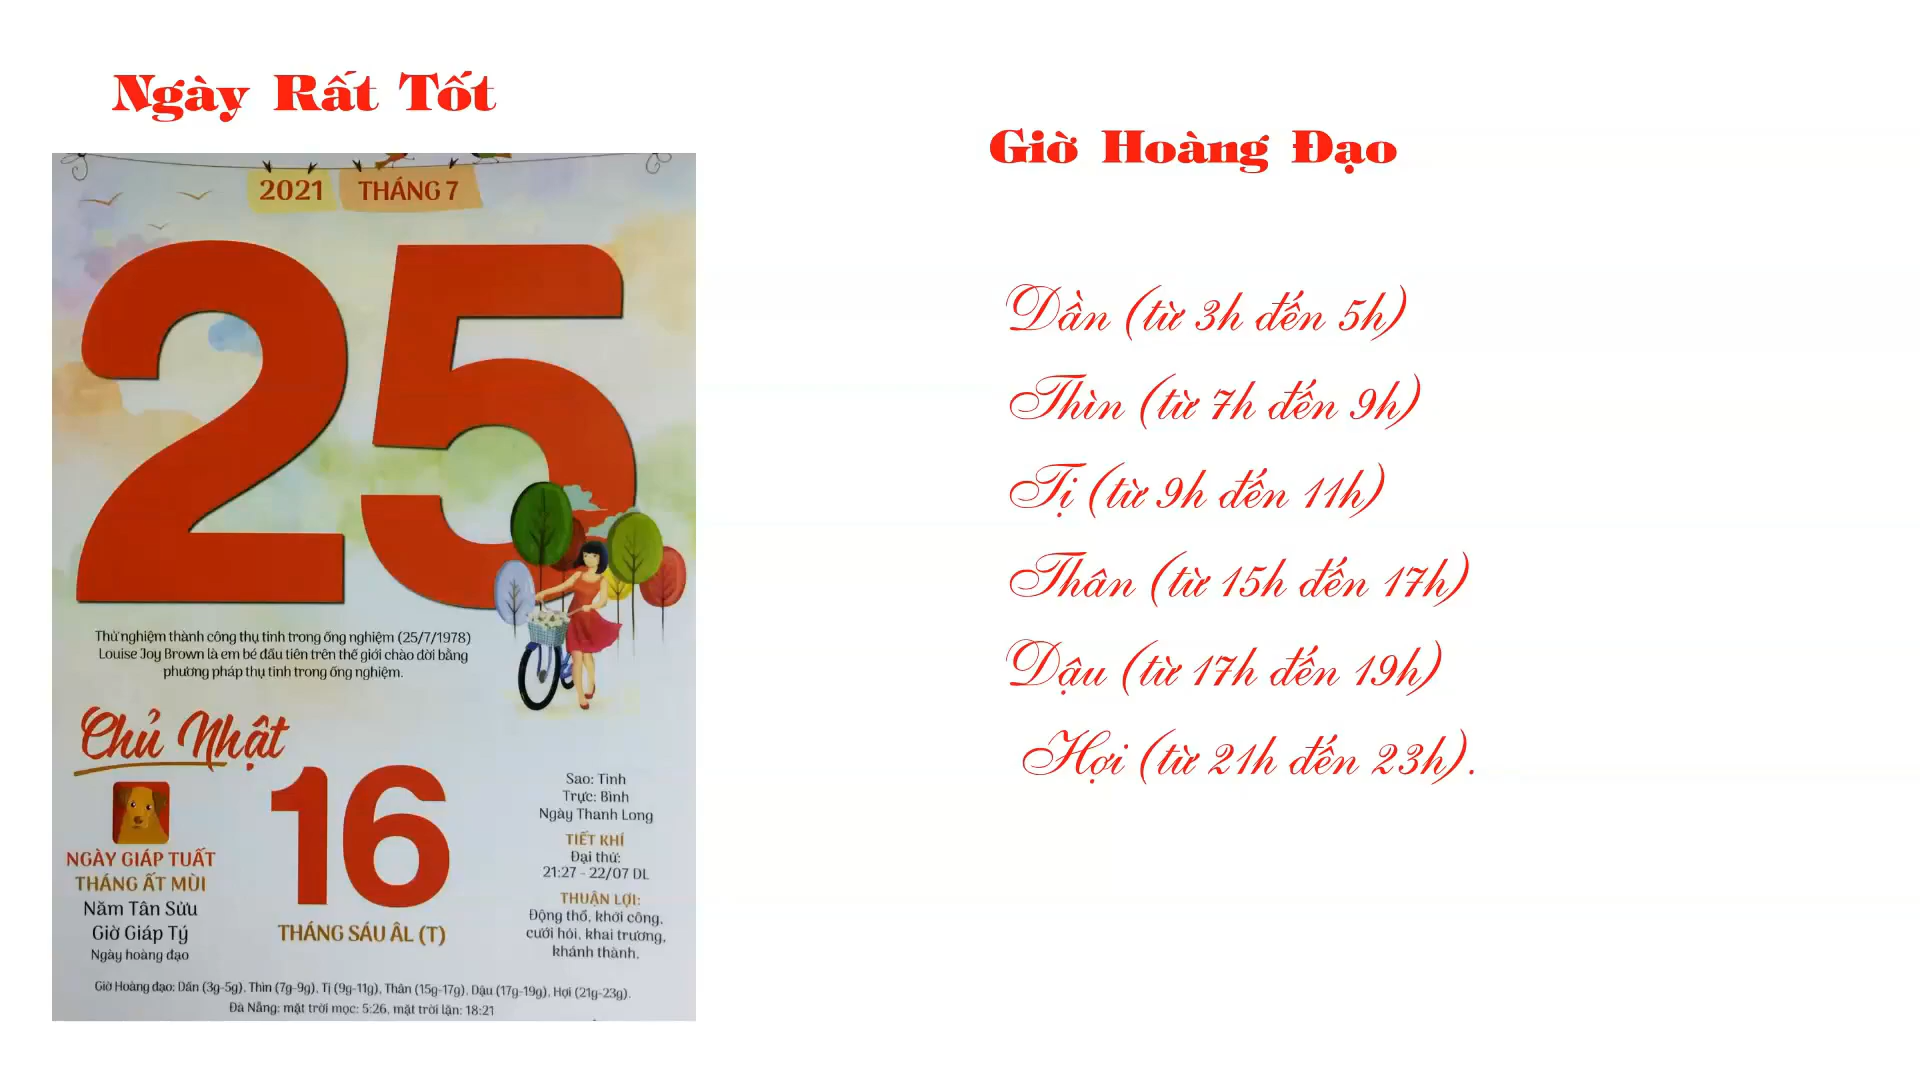 Ngày Rất Tốt
2021 THÁNG 7
25
Thử nghiệm thành công thụ tinh trong ống nghiệm (25/7/1978)
Louise Joy Brown là em bé đầu tiên trên thế giới chào đời bằng
phương pháp thụ tinh trong ống nghiệm.
Chủ Nhật
NGÀY GIÁP TUẤT
THÁNG ẤT MÙI
Năm Tân Sửu
Giờ Giáp Tý
Ngày hoàng đạo
16
THÁNG SÁU ÂL (T)
Sao: Tinh
Trực: Bình
Ngày Thanh Long
TIẾT KHÍ
Đại thử:
21:27 - 22/07 DL
THUẬN LỢI:
Động thổ, khởi công,
cưới hỏi, khai trương,
khánh thành.
Giờ Hoàng đạo: Dần (3g-5g), Thìn (7g-9g), Tị (9g-11g), Thân (15g-17g), Dậu (17g-19g), Hợi (21g-23g).
Đà Nẵng: mặt trời mọc: 5:26, mặt trời lặn: 18:21
Giờ Hoàng Đạo
Dần (từ 3h đến 5h)
Thìn (từ 7h đến 9h)
Tị (từ 9h đến 11h)
Thân (từ 15h đến 17h)
Dậu (từ 17h đến 19h)
Hợi (từ 21h đến 23h).